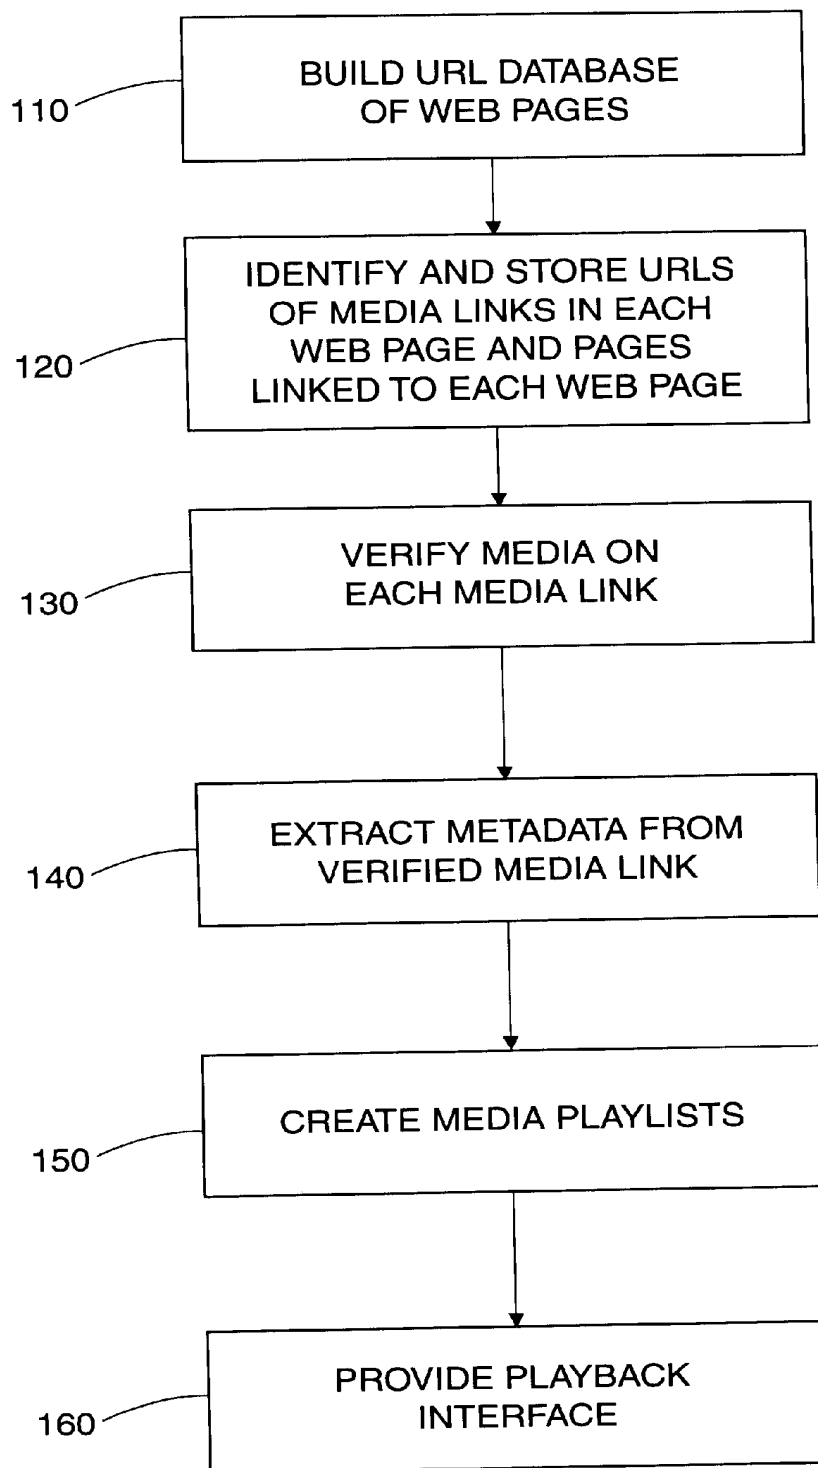 110
BUILD URL DATABASE
OF WEB PAGES
120
IDENTIFY AND STORE URLS
OF MEDIA LINKS IN EACH
WEB PAGE AND PAGES
LINKED TO EACH WEB PAGE
130
VERIFY MEDIA ON
EACH MEDIA LINK
140
EXTRACT METADATA FROM
VERIFIED MEDIA LINK
150
CREATE MEDIA PLAYLISTS
160
PROVIDE PLAYBACK
INTERFACE